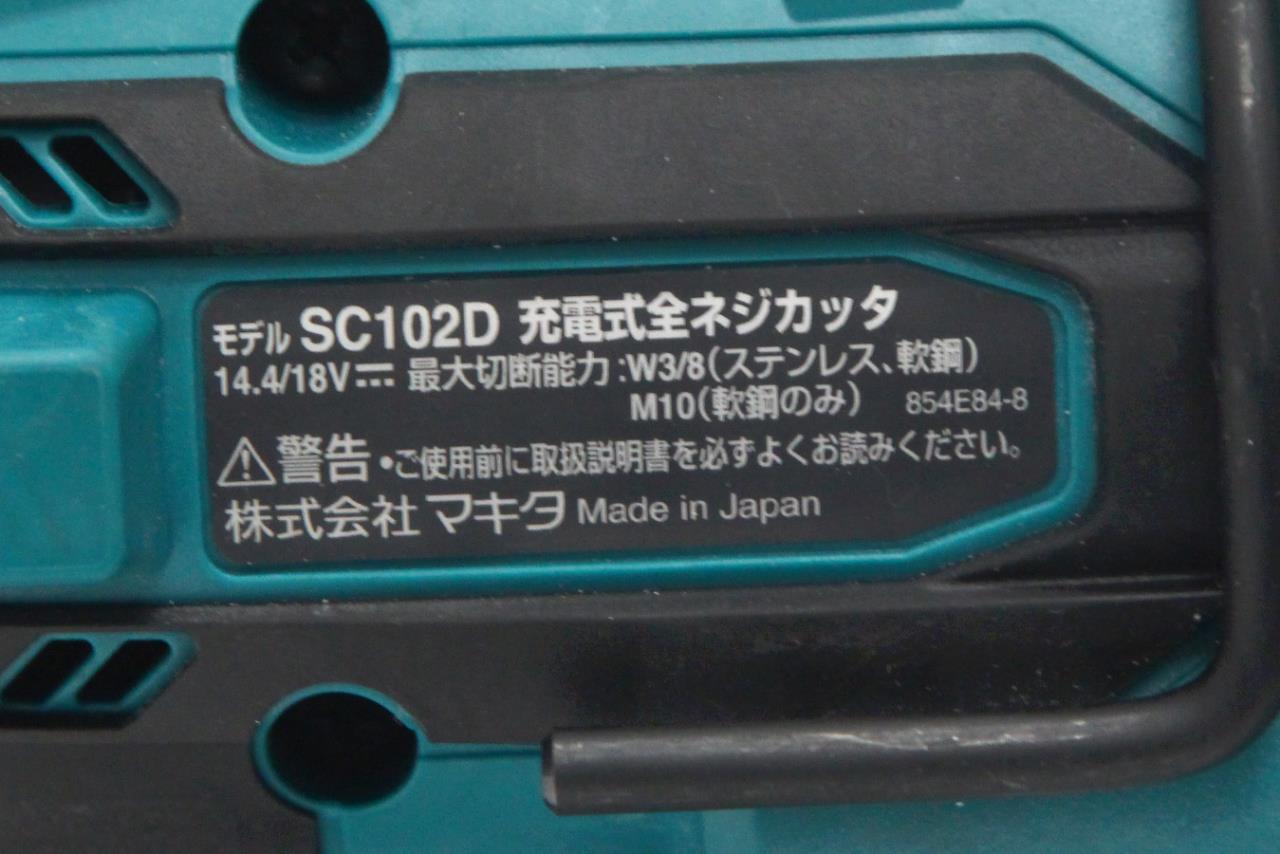 モデル SC102D 充電式全ネジカッタ
14.4/18V⎓ 最大切断能力:W3/8(ステンレス、軟鋼)
M10(軟鋼のみ) 854E84-8
⚠警告 •ご使用前に取扱説明書を必ずよくお読みください。
株式会社マキタ Made in Japan